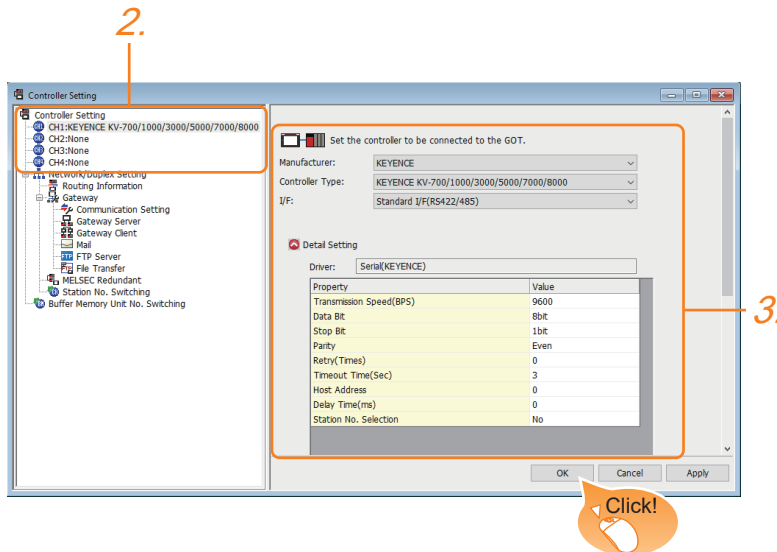 2.
Controller Setting
Controller Setting
CH1:KEYENCE KV-700/1000/3000/5000/7000/8000
CH2:None
CH3:None
CH4:None
Network/Duplex Setting
Routing Information
Gateway
Communication Setting
Gateway Server
Gateway Client
Mail
FTP FTP Server
File Transfer
MELSEC Redundant
Station No. Switching
Buffer Memory Unit No. Switching
Set the controller to be connected to the GOT.
Manufacturer: KEYENCE
Controller Type: KEYENCE KV-700/1000/3000/5000/7000/8000
I/F: Standard I/F(RS422/485)
Detail Setting
Driver: Serial(KEYENCE)
Property Value
Transmission Speed(BPS) 9600
Data Bit 8bit
Stop Bit 1bit
Parity Even
Retry(Times) 0
Timeout Time(Sec) 3
Host Address 0
Delay Time(ms) 0
Station No. Selection No
3.
OK Cancel Apply
Click!